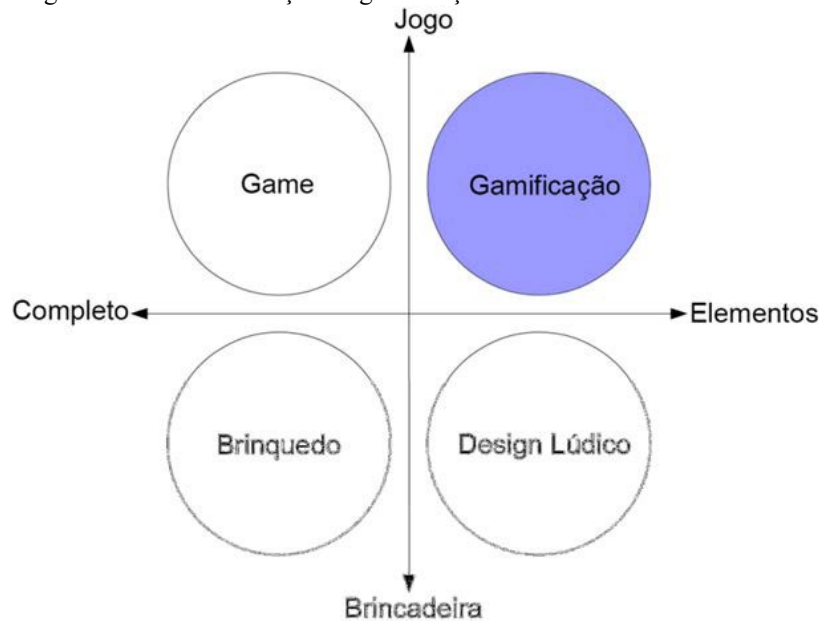 Jogo
Game
Gamificação
Completo
Elementos
Brinquedo
Design Lúdico
Brincadeira